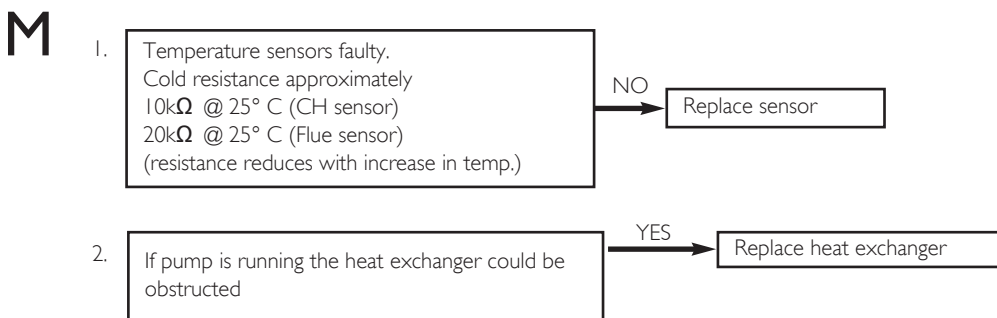 M
1.
Temperature sensors faulty.
Cold resistance approximately
10kΩ @ 25° C (CH sensor)
20kΩ @ 25° C (Flue sensor)
(resistance reduces with increase in temp.)
NO
Replace sensor
2.
If pump is running the heat exchanger could be
obstructed
YES
Replace heat exchanger